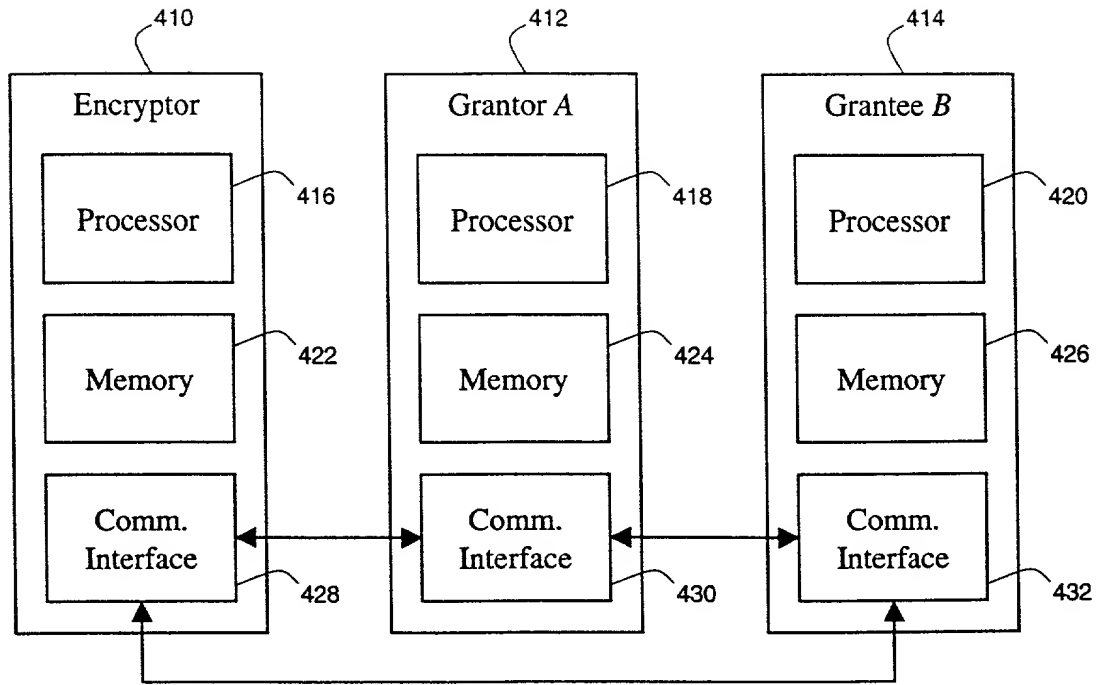 410
412
414
Encryptor
Grantor A
Grantee B
Processor
416
Processor
418
Processor
420
Memory
422
Memory
424
Memory
426
Comm.
Interface
428
Comm.
Interface
430
Comm.
Interface
432